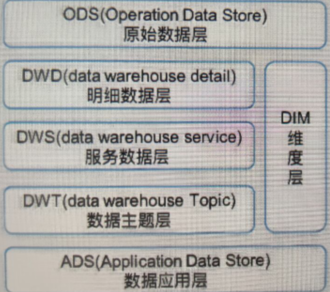 ODS(Operation Data Store)
原始数据层
DWD(data warehouse detail)
明细数据层
DWS(data warehouse service)
服务数据层
DWT(data warehouse Topic)
数据主题层
DIM
维
度
层
ADS(Application Data Store)
数据应用层